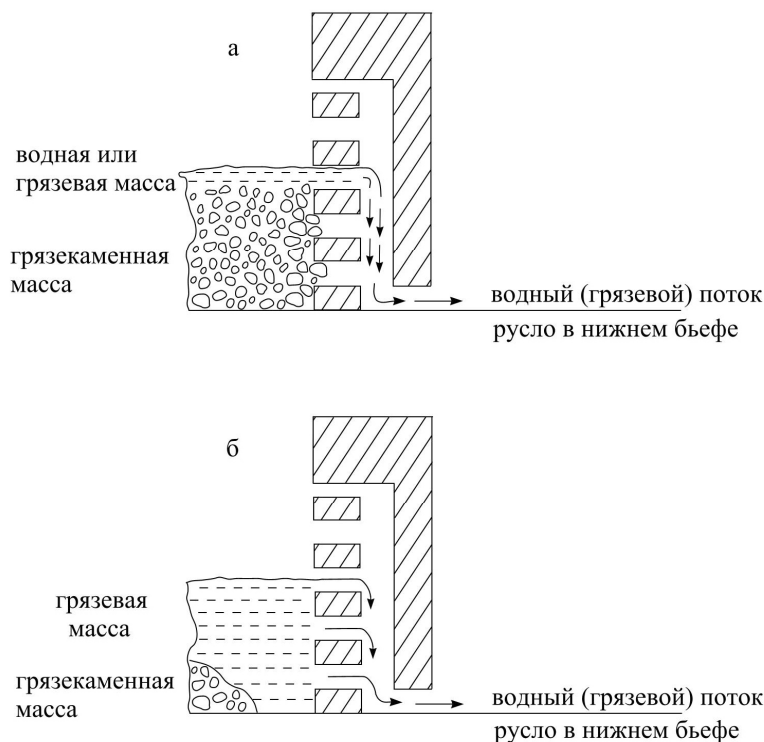 а
водная или
грязевая масса
грязекаменная
масса
водный (грязевой) поток
русло в нижнем бьефе
б
грязевая
масса
грязекаменная
масса
водный (грязевой) поток
русло в нижнем бьефе